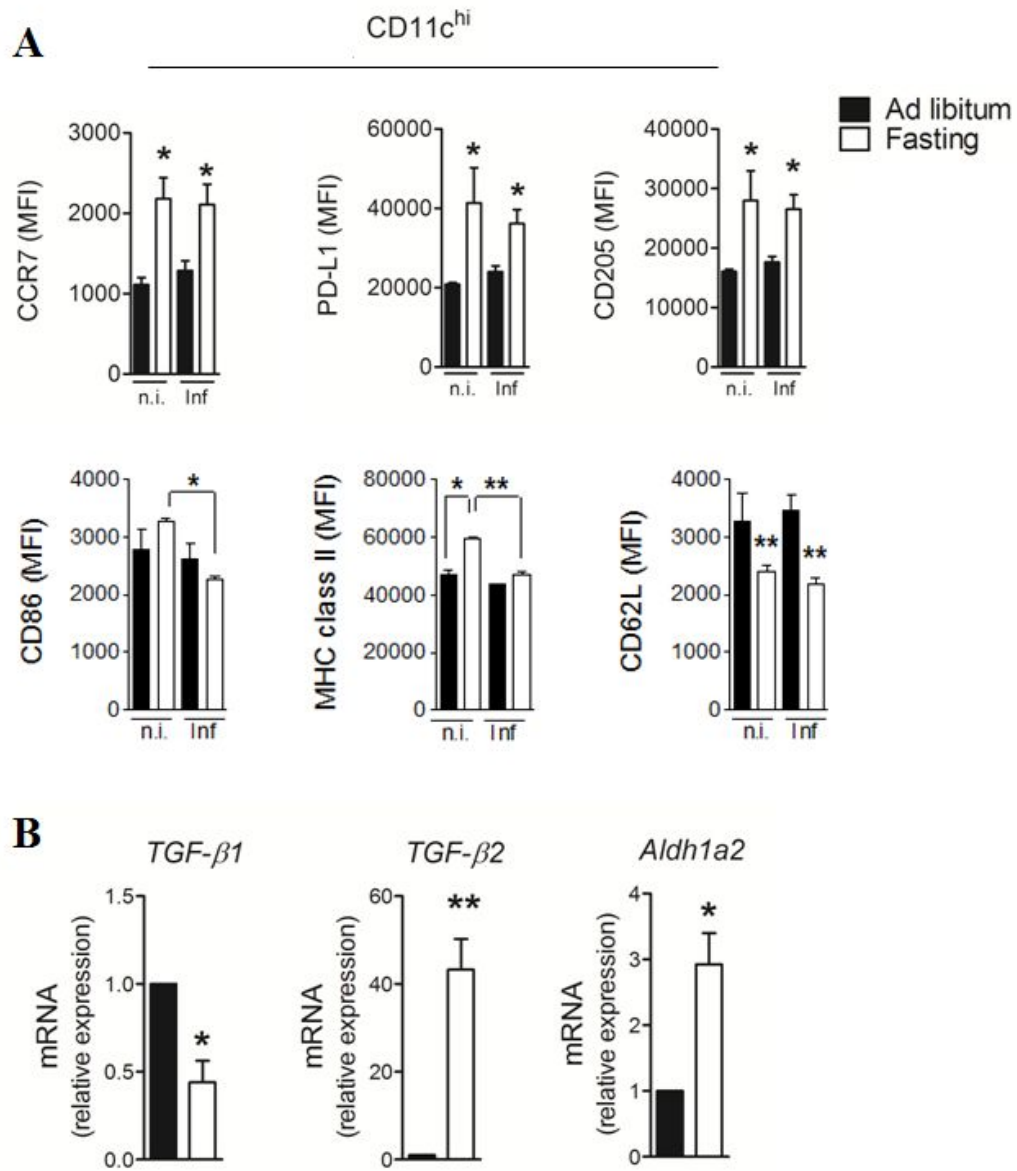 A
CD11c^hi
Ad libitum
Fasting
CCR7 (MFI)
3000
2000
1000
0
*
*
n.i.
Inf
PD-L1 (MFI)
60000
40000
20000
0
*
*
n.i.
Inf
CD205 (MFI)
40000
30000
20000
10000
0
*
*
n.i.
Inf
CD86 (MFI)
4000
3000
2000
1000
0
*
n.i.
Inf
MHC class II (MFI)
80000
60000
40000
20000
0
*
**
n.i.
Inf
CD62L (MFI)
4000
3000
2000
1000
0
**
**
n.i.
Inf
B
TGF-β1
mRNA
(relative expression)
1.5
1.0
0.5
0.0
*
TGF-β2
mRNA
(relative expression)
60
40
20
0
**
Aldh1a2
mRNA
(relative expression)
4
3
2
1
0
*